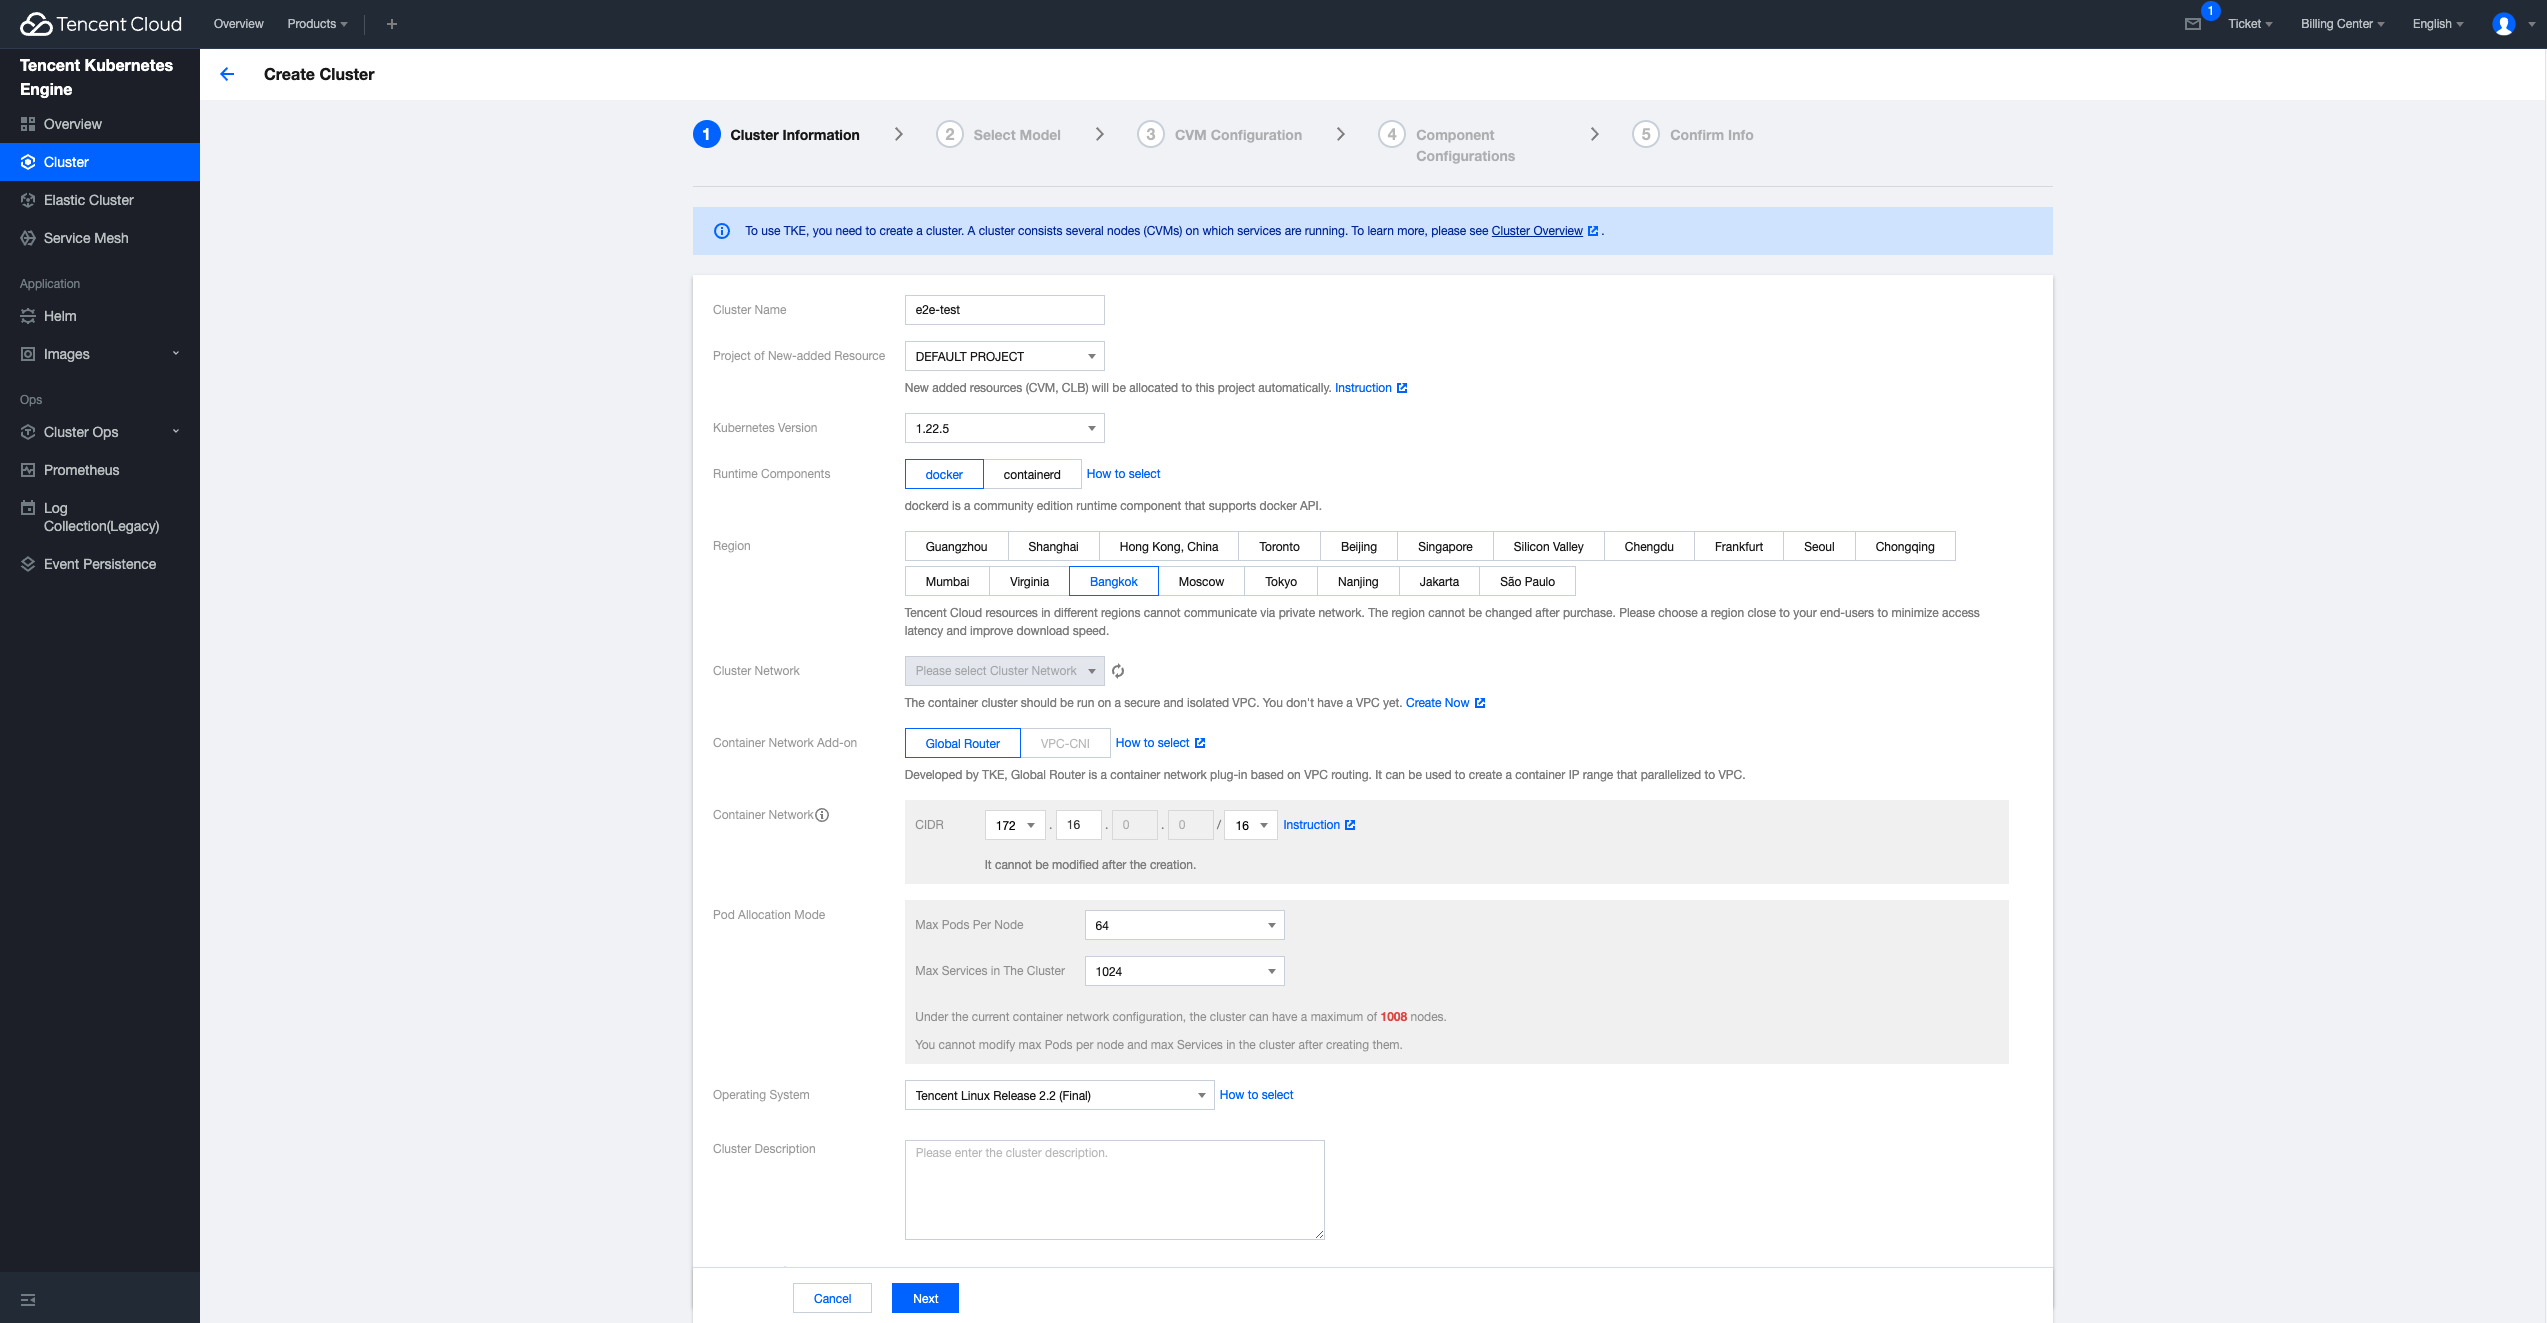 Tencent Cloud
Overview
Products
+
1
Ticket
Billing Center
English
Tencent Kubernetes
Engine
Overview
Cluster
Elastic Cluster
Service Mesh
Application
Helm
Images
Ops
Cluster Ops
Prometheus
Log
Collection(Legacy)
Event Persistence
Create Cluster
1 Cluster Information
2 Select Model
3 CVM Configuration
4 Component
Configurations
5 Confirm Info
To use TKE, you need to create a cluster. A cluster consists several nodes (CVMs) on which services are running. To learn more, please see Cluster Overview .
Cluster Name
e2e-test
Project of New-added Resource
DEFAULT PROJECT
New added resources (CVM, CLB) will be allocated to this project automatically. Instruction
Kubernetes Version
1.22.5
Runtime Components
docker containerd How to select
dockerd is a community edition runtime component that supports docker API.
Region
Guangzhou Shanghai Hong Kong, China Toronto Beijing Singapore Silicon Valley Chengdu Frankfurt Seoul Chongqing
Mumbai Virginia Bangkok Moscow Tokyo Nanjing Jakarta São Paulo
Tencent Cloud resources in different regions cannot communicate via private network. The region cannot be changed after purchase. Please choose a region close to your end-users to minimize access
latency and improve download speed.
Cluster Network
Please select Cluster Network
The container cluster should be run on a secure and isolated VPC. You don't have a VPC yet. Create Now
Container Network Add-on
Global Router VPC-CNI How to select
Developed by TKE, Global Router is a container network plug-in based on VPC routing. It can be used to create a container IP range that parallelized to VPC.
Container Network
CIDR 172 . 16 . 0 . 0 / 16 Instruction
It cannot be modified after the creation.
Pod Allocation Mode
Max Pods Per Node 64
Max Services in The Cluster 1024
Under the current container network configuration, the cluster can have a maximum of 1008 nodes.
You cannot modify max Pods per node and max Services in the cluster after creating them.
Operating System
Tencent Linux Release 2.2 (Final) How to select
Cluster Description
Please enter the cluster description.
Cancel Next